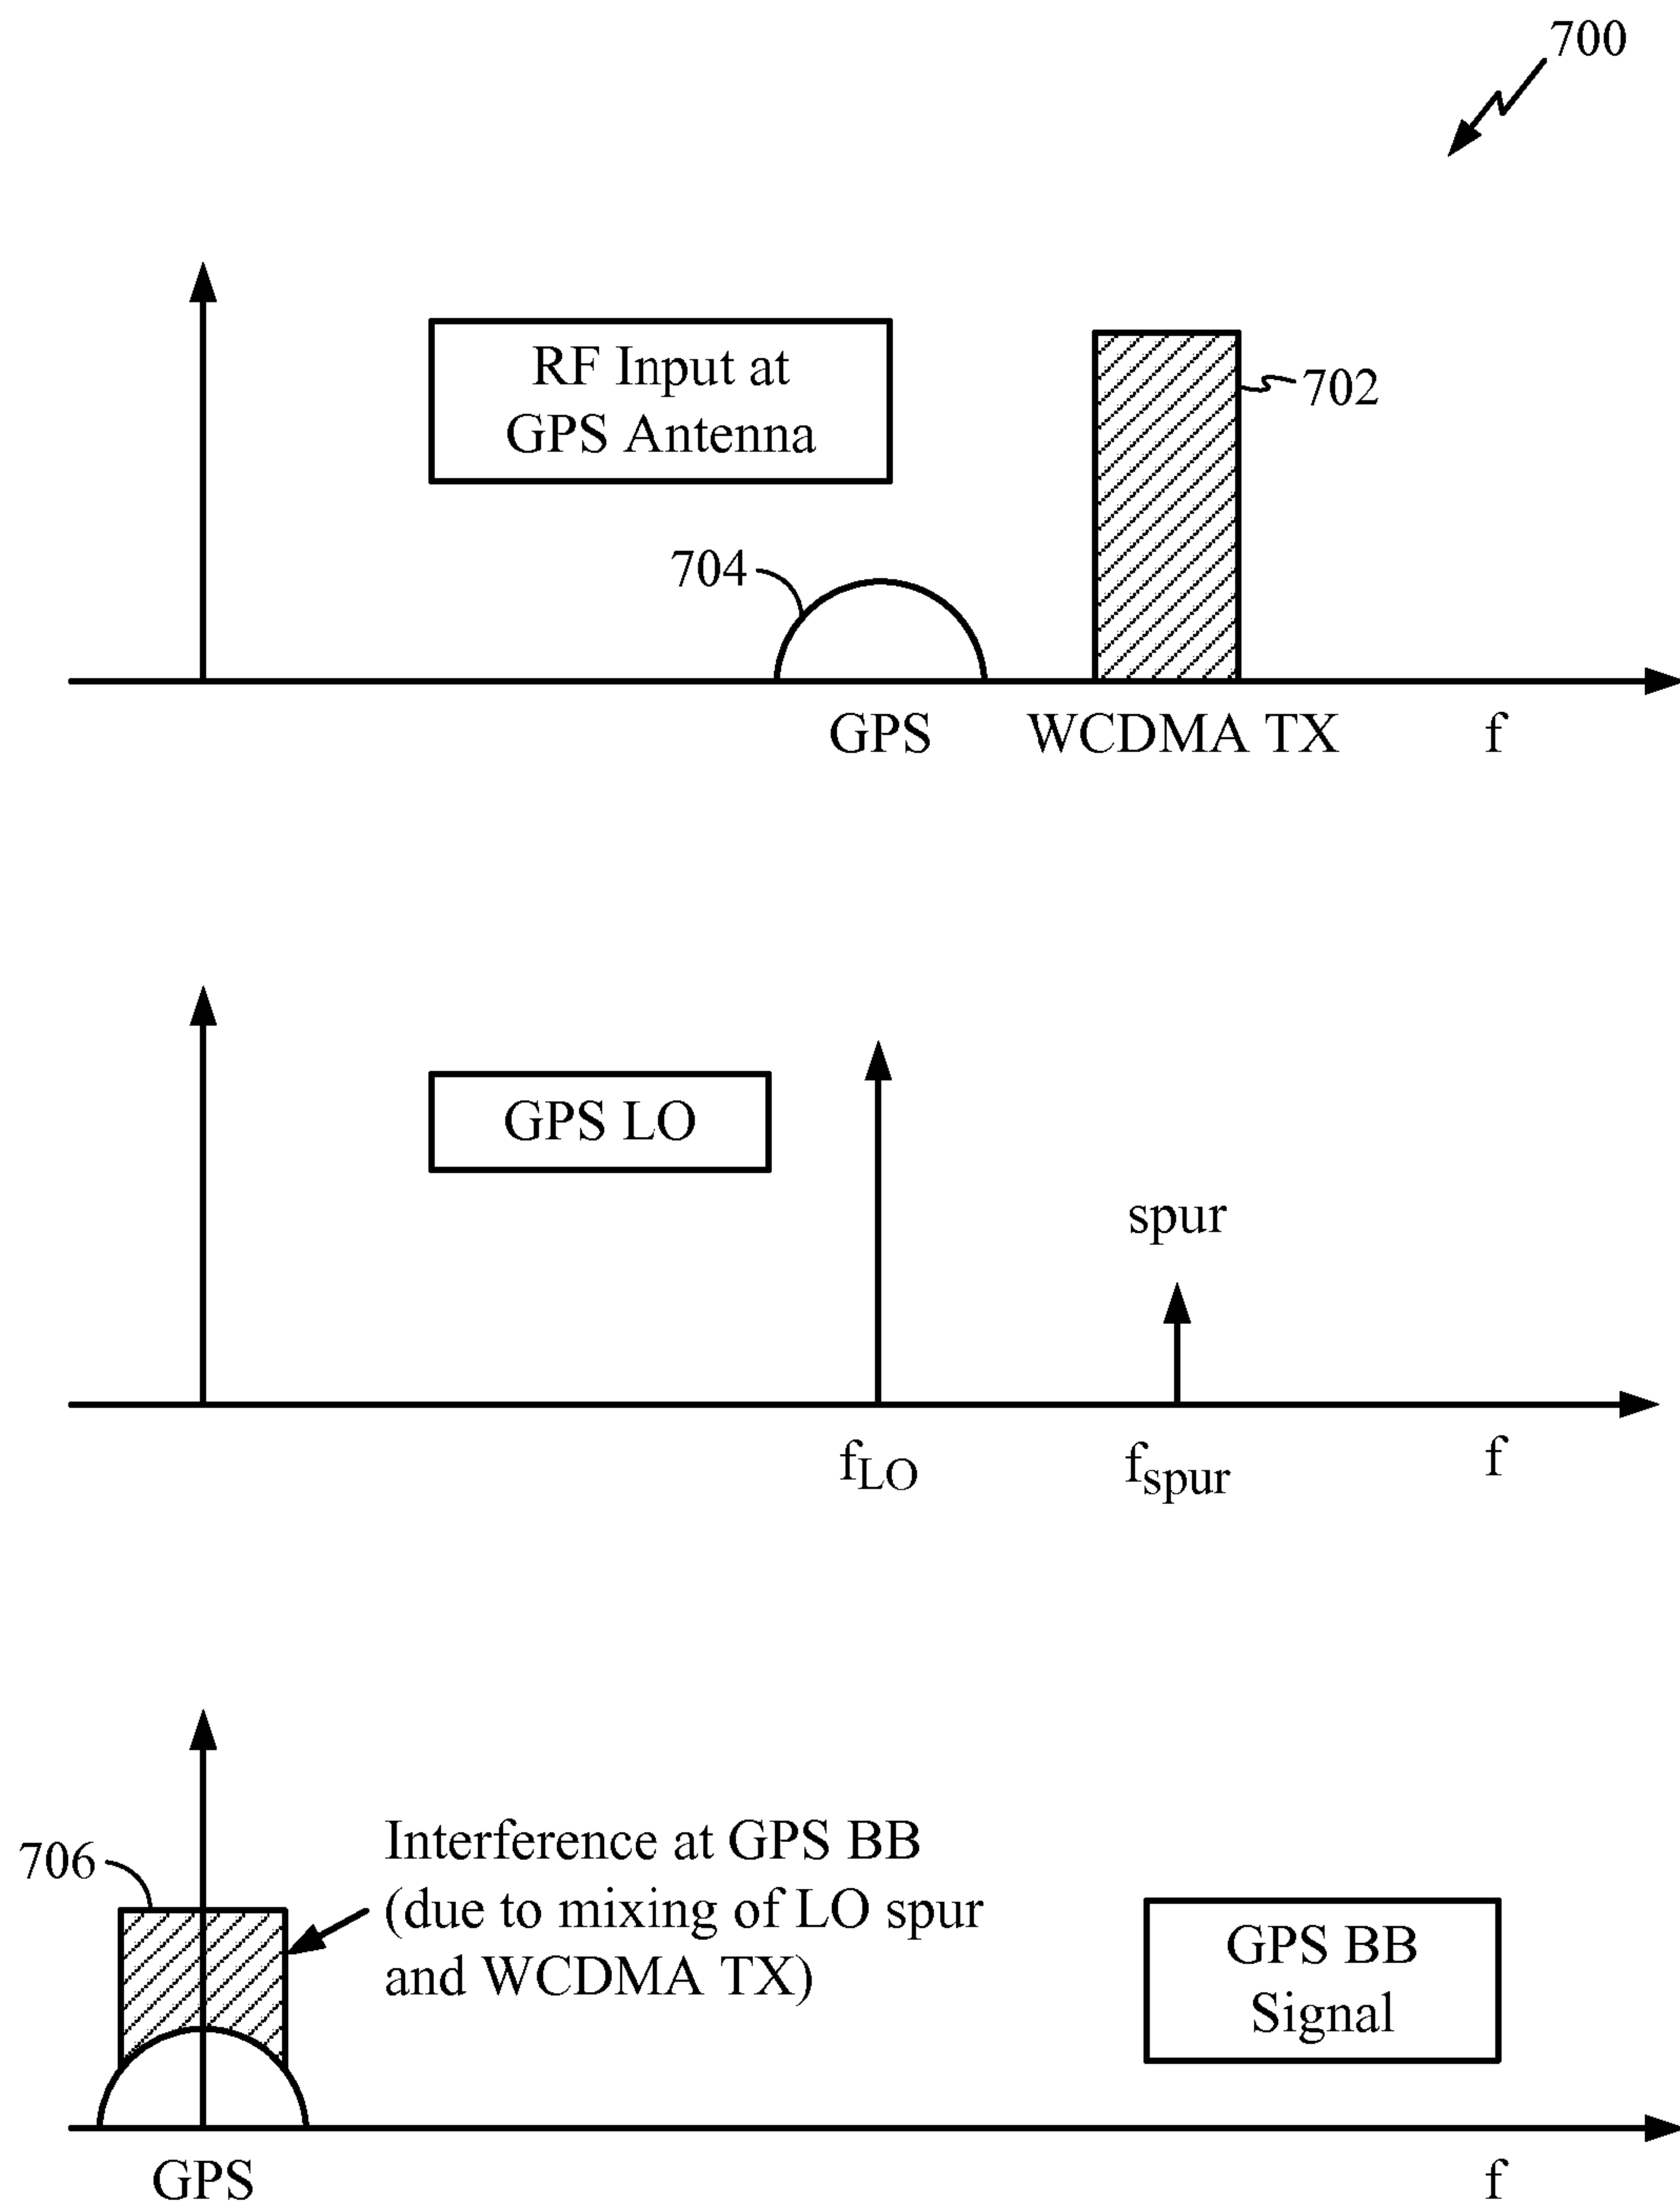 700
RF Input at
GPS Antenna
702
704
GPS
WCDMA TX
f
GPS LO
spur
fLO
fspur
f
706
Interference at GPS BB
(due to mixing of LO spur
and WCDMA TX)
GPS BB
Signal
GPS
f